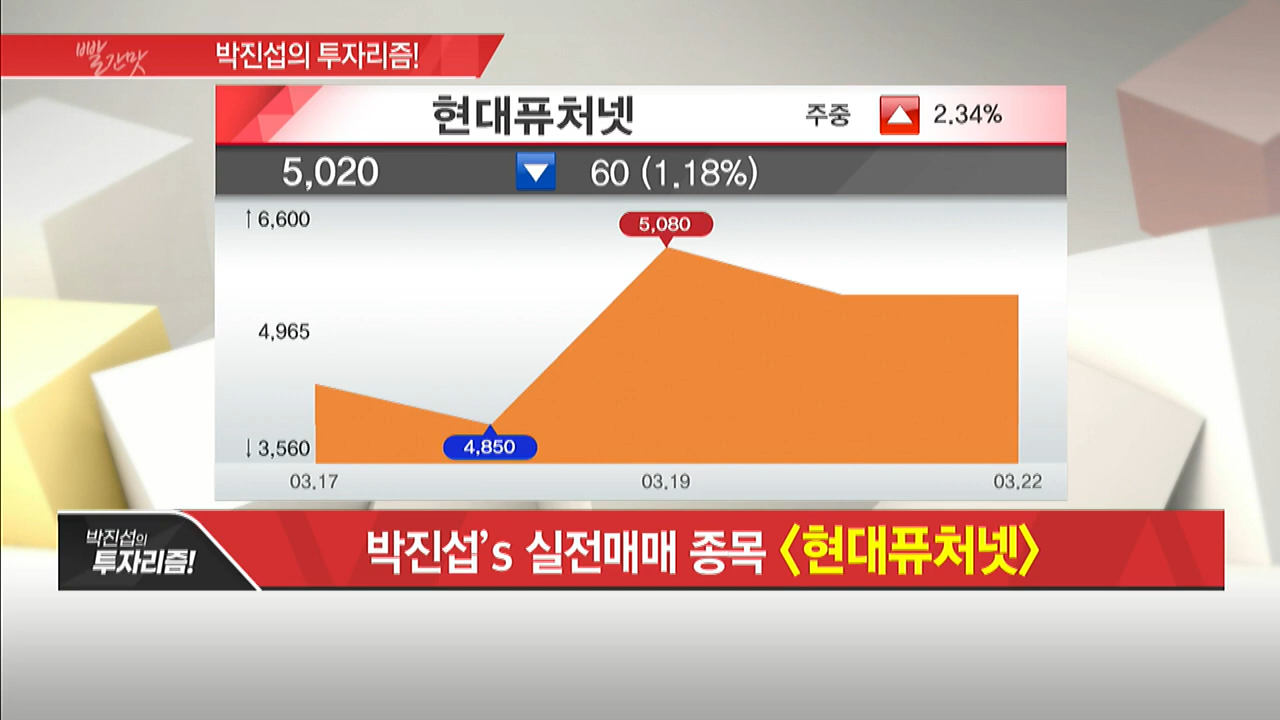 빨간맛 박진섭의 투자리즘!
현대퓨처넷 주중 ▲ 2.34%
5,020 ▼ 60 (1.18%)
↑6,600
5,080
4,965
4,850
↓3,560
03.17 03.19 03.22
박진섭의
투자리즘!
박진섭's 실전매매 종목 〈현대퓨처넷〉